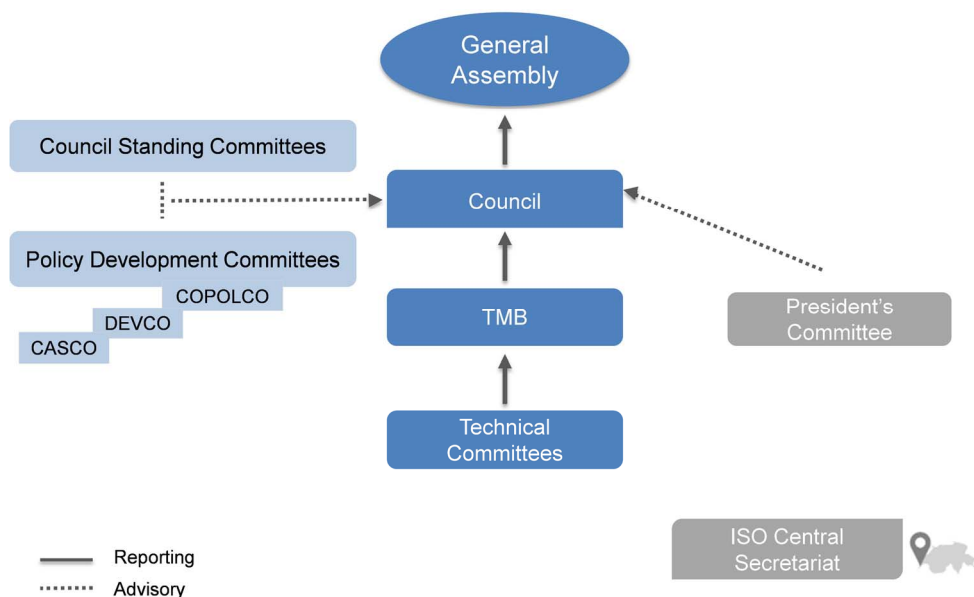 General
Assembly
Council Standing Committees
Council
Policy Development Committees
COPOLCO
DEVCO
CASCO
TMB
President's
Committee
Technical
Committees
ISO Central
Secretariat
Reporting
Advisory